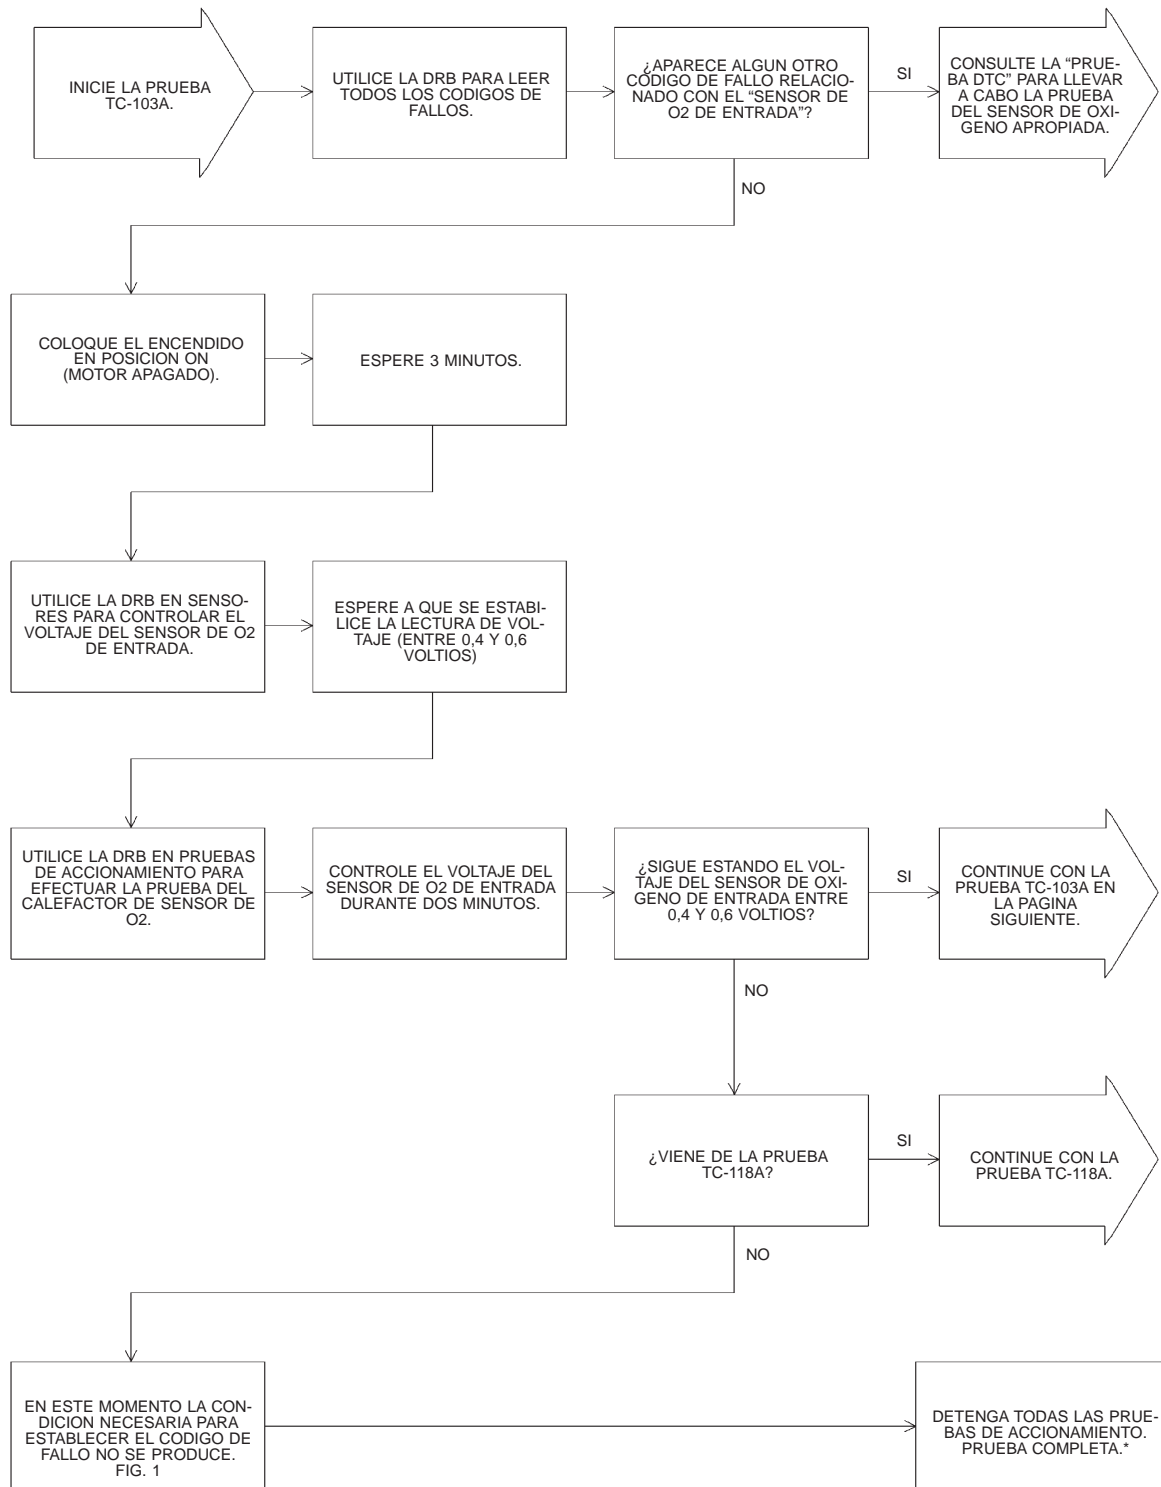 INICIE LA PRUEBA
TC-103A.
UTILICE LA DRB PARA LEER
TODOS LOS CODIGOS DE
FALLOS.
¿APARECE ALGUN OTRO
CODIGO DE FALLO RELACIO-
NADO CON EL “SENSOR DE
O2 DE ENTRADA”?
SI
CONSULTE LA “PRUE-
BA DTC” PARA LLEVAR
A CABO LA PRUEBA
DEL SENSOR DE OXI-
GENO APROPIADA.
NO
COLOQUE EL ENCENDIDO
EN POSICION ON
(MOTOR APAGADO).
ESPERE 3 MINUTOS.
UTILICE LA DRB EN SENSO-
RES PARA CONTROLAR EL
VOLTAJE DEL SENSOR DE O2
DE ENTRADA.
ESPERE A QUE SE ESTABI-
LICE LA LECTURA DE VOL-
TAJE (ENTRE 0,4 Y 0,6
VOLTIOS)
UTILICE LA DRB EN PRUEBAS
DE ACCIONAMIENTO PARA
EFECTUAR LA PRUEBA DEL
CALEFACTOR DE SENSOR DE
O2.
CONTROLE EL VOLTAJE DEL
SENSOR DE O2 DE ENTRADA
DURANTE DOS MINUTOS.
¿SIGUE ESTANDO EL VOL-
TAJE DEL SENSOR DE OXI-
GENO DE ENTRADA ENTRE
0,4 Y 0,6 VOLTIOS?
SI
CONTINUE CON LA
PRUEBA TC-103A EN
LA PAGINA
SIGUIENTE.
NO
¿VIENE DE LA PRUEBA
TC-118A?
SI
CONTINUE CON LA
PRUEBA TC-118A.
NO
EN ESTE MOMENTO LA CON-
DICION NECESARIA PARA
ESTABLECER EL CODIGO DE
FALLO NO SE PRODUCE.
FIG. 1
DETENGA TODAS LAS PRUE-
BAS DE ACCIONAMIENTO.
PRUEBA COMPLETA.*